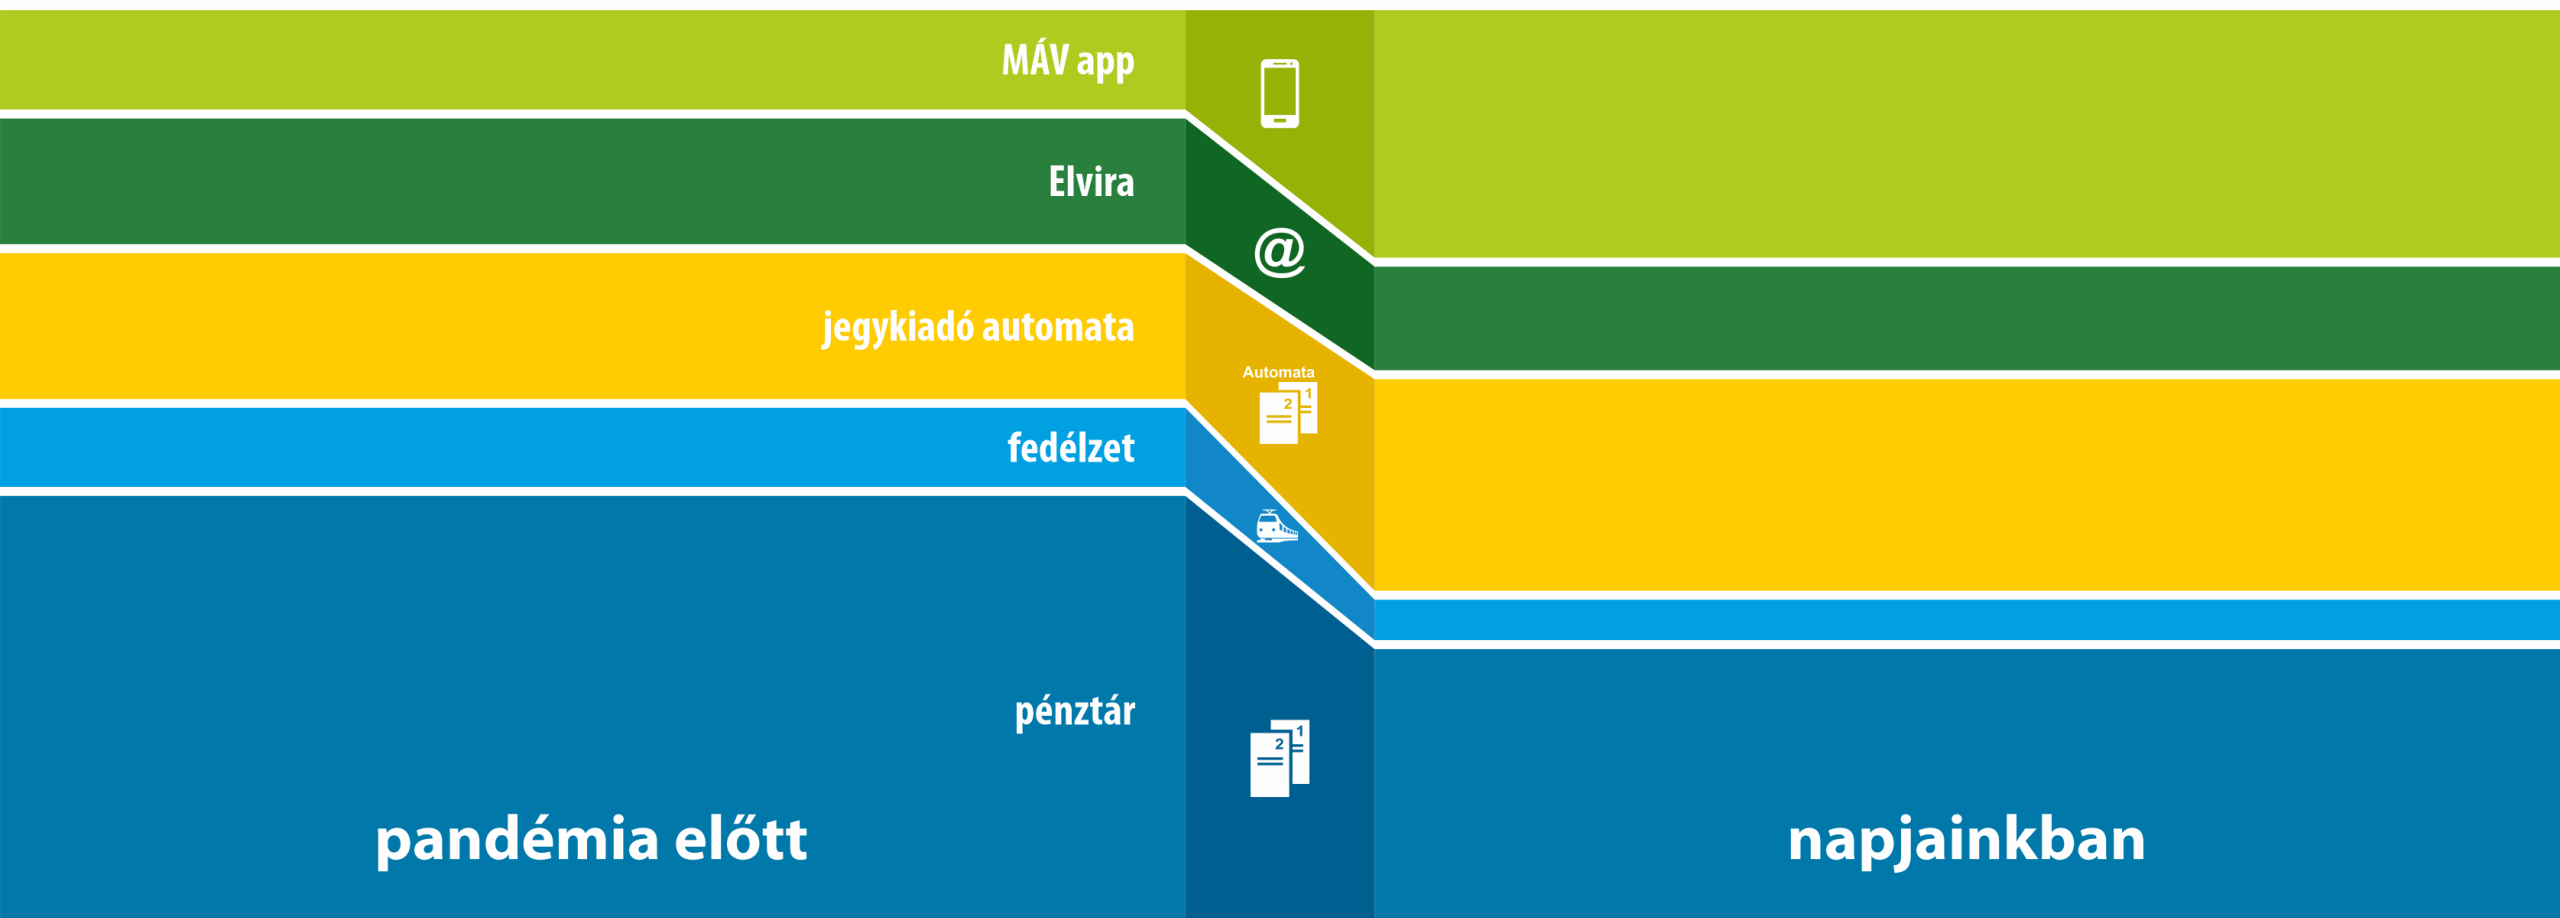 MÁV app
Elvira
@
jegykiadó automata
Automata
1
2
fedélzet
pénztár
1
2
pandémia előtt
napjainkban